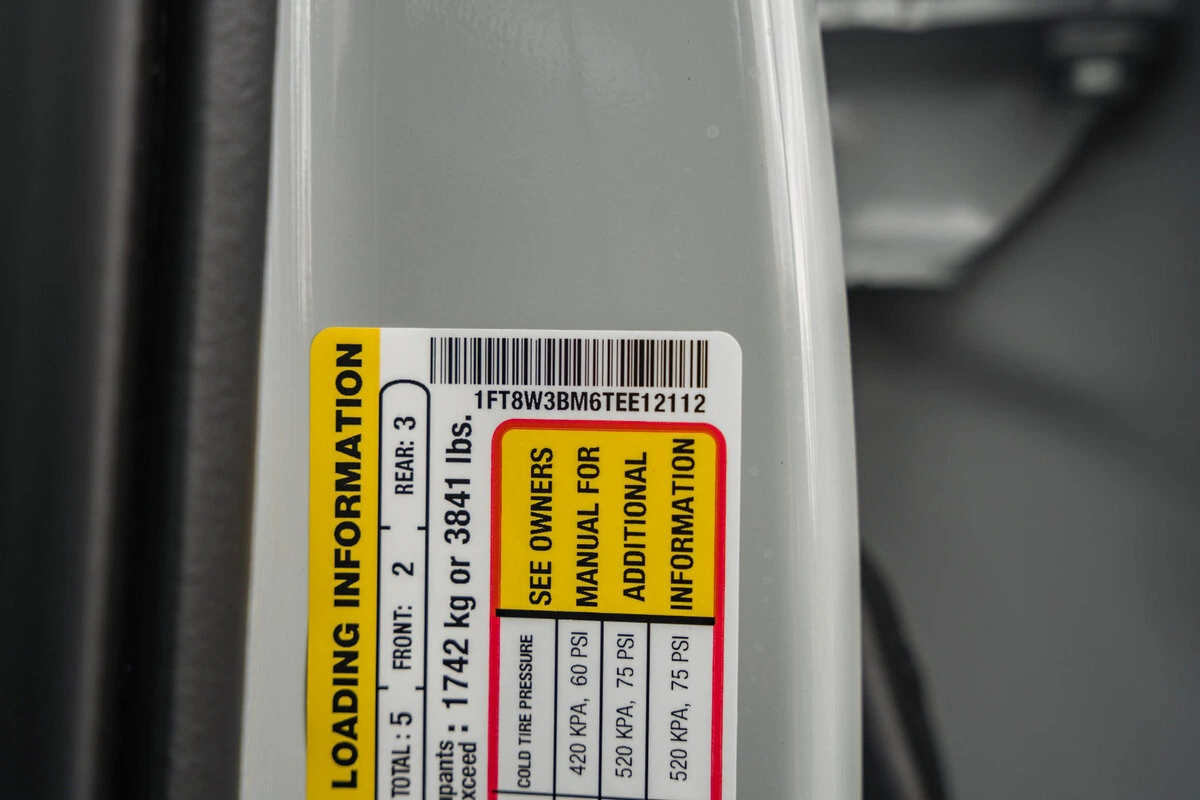 1FT8W3BM6TEE12112
LOADING INFORMATION
TOTAL : 5 FRONT: 2 REAR: 3
xceed : 1742 kg or 3841 lbs.
COLD TIRE PRESSURE
420 KPA, 60 PSI
520 KPA, 75 PSI
520 KPA, 75 PSI
SEE OWNERS
MANUAL FOR
ADDITIONAL
INFORMATION